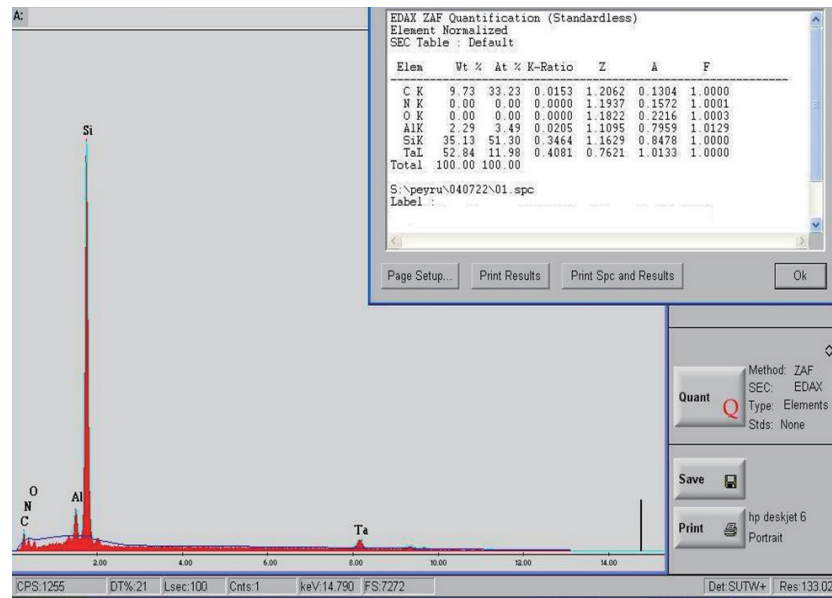 A:
EDAX ZAF Quantification (Standardless)
Element Normalized
SEC Table : Default
Elem Wt % At % K-Ratio Z A F
C K 9.73 33.23 0.0153 1.2062 0.1304 1.0000
N K 0.00 0.00 0.0000 1.1937 0.1572 1.0001
O K 0.00 0.00 0.0000 1.1822 0.2216 1.0003
AlK 2.29 3.49 0.0205 1.1095 0.7959 1.0129
SiK 35.13 51.30 0.3464 1.1629 0.8478 1.0000
TaL 52.84 11.98 0.4081 0.7621 1.0133 1.0000
Total 100.00 100.00
S:\peyru\040722\01.spc
Label :
Page Setup... Print Results Print Spc and Results Ok
Si
O
N
C
Al
Ta
2.00 4.00 6.00 8.00 10.00 12.00 14.00
Quant Q
Method: ZAF
SEC: EDAX
Type: Elements
Stds: None
Save
Print
hp deskjet 6
Portrait
CPS:1255 DT%:21 Lsec:100 Cnts:1 keV:14.790 FS:7272 Det:SUTW+ Res:133.02